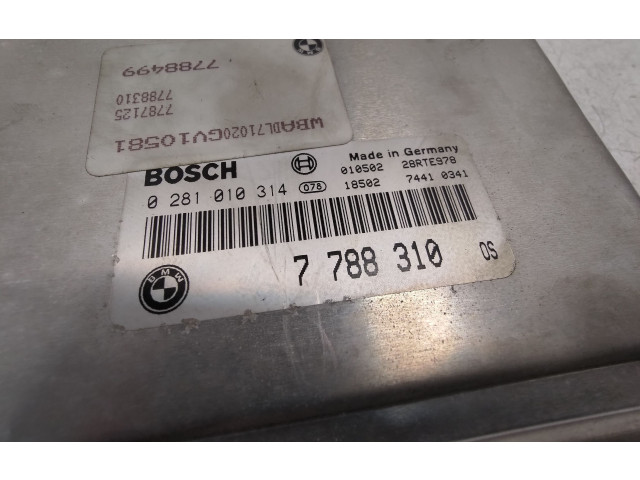 7788499
7788310
7787125
WBADL71020GV10581
BOSCH
Made in Germany
0 281 010 314 078
010502 28RTE978
18502 7441 0341
BMW
7 788 310 OS